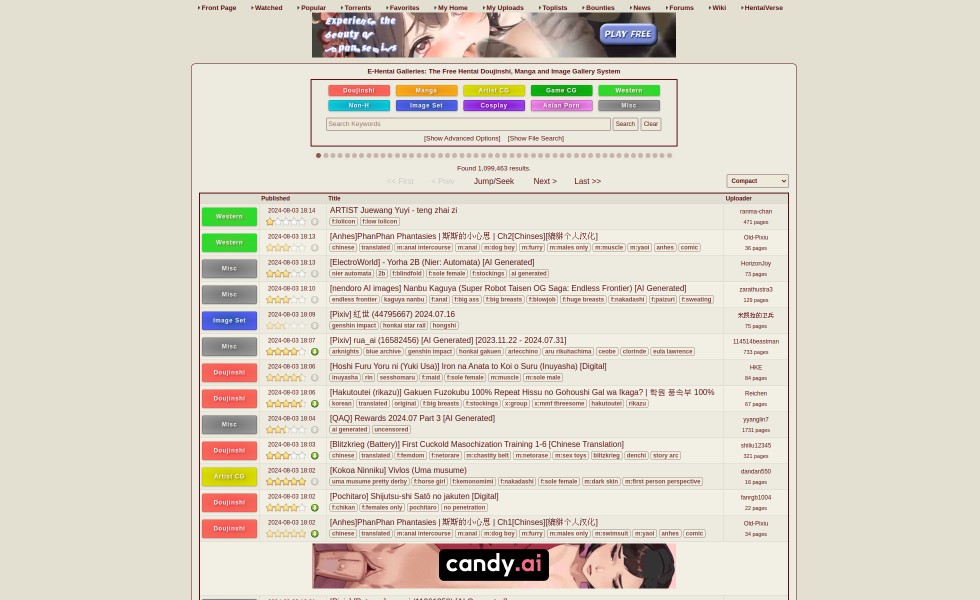 Front Page Watched Popular Torrents Favorites My Home My Uploads Toplists Bounties News Forums Wiki HentaiVerse
Experience the
beauty of
PLAY FREE
E-Hentai Galleries: The Free Hentai Doujinshi, Manga and Image Gallery System
Doujinshi Manga Artist CG Game CG Western
Non-H Image Set Cosplay Asian Porn Misc
Search Keywords Search Clear
[Show Advanced Options] [Show File Search]
Found 1,099,463 results.
<< First < Prev Jump/Seek Next > Last >> Compact
Published Title Uploader
Western 2024-08-03 18:14 ARTIST Juewang Yuyi - teng zhai zi ranma-chan
f:lolicon f:low lolicon 471 pages
Western 2024-08-03 18:13 [Anhes]PhanPhan Phantasies | 斯斯的小心思 | Ch2[Chinses][貔貅个人汉化] Old-Pixiu
chinese translated m:anal intercourse m:anal m:dog boy m:furry m:males only m:muscle m:yaoi anhes comic 36 pages
Misc 2024-08-03 18:13 [ElectroWorld] - Yorha 2B (Nier: Automata) [AI Generated] HorizonJoy
nier automata 2b f:blindfold f:sole female f:stockings ai generated 73 pages
Misc 2024-08-03 18:10 [nendoro AI images] Nanbu Kaguya (Super Robot Taisen OG Saga: Endless Frontier) [AI Generated] zarathustra3
endless frontier kaguya nanbu f:anal f:big ass f:big breasts f:blowjob f:huge breasts f:nakadashi f:paizuri f:sweating 129 pages
Image Set 2024-08-03 18:09 [Pixiv] 红世 (44795667) 2024.07.16
genshin impact honkai star rail hongshi 75 pages
Misc 2024-08-03 18:07 [Pixiv] rua_ai (16582456) [AI Generated] [2023.11.22 - 2024.07.31] 114514beastman
arknights blue archive genshin impact honkai gakuen arlecchino aru rikuhachima ceobe clorinde eula lawrence 733 pages
Doujinshi 2024-08-03 18:06 [Hoshi Furu Yoru ni (Yuki Usa)] Iron na Anata to Koi o Suru (Inuyasha) [Digital] HKE
inuyasha rin sesshomaru f:maid f:sole female m:muscle m:sole male 84 pages
Doujinshi 2024-08-03 18:06 [Hakutoutei (rikazu)] Gakuen Fuzokubu 100% Repeat Hissu no Gohoushi Gal wa Ikaga? | 학원 풍속부 100% Reichen
korean translated original f:big breasts f:stockings x:group x:mmf threesome hakutoutei rikazu 67 pages
Misc 2024-08-03 18:04 [QAQ] Rewards 2024.07 Part 3 [AI Generated] yyanglin7
ai generated uncensored 1731 pages
Doujinshi 2024-08-03 18:03 [Blitzkrieg (Battery)] First Cuckold Masochization Training 1-6 [Chinese Translation] shiliu12345
chinese translated f:femdom f:netorare m:chastity belt m:netorase m:sex toys blitzkrieg denchi story arc 321 pages
Artist CG 2024-08-03 18:02 [Kokoa Ninniku] Vivlos (Uma musume) dandan550
uma musume pretty derby f:horse girl f:kemonomimi f:nakadashi f:sole female m:dark skin m:first person perspective 16 pages
Doujinshi 2024-08-03 18:02 [Pochitaro] Shijutsu-shi Satō no jakuten [Digital] fanrgb1004
f:chikan f:females only pochitaro no penetration 22 pages
Doujinshi 2024-08-03 18:02 [Anhes]PhanPhan Phantasies | 斯斯的小心思 | Ch1[Chinses][貔貅个人汉化] Old-Pixiu
chinese translated m:anal intercourse m:anal m:dog boy m:furry m:males only m:swimsuit m:yaoi anhes comic 34 pages
candy.ai